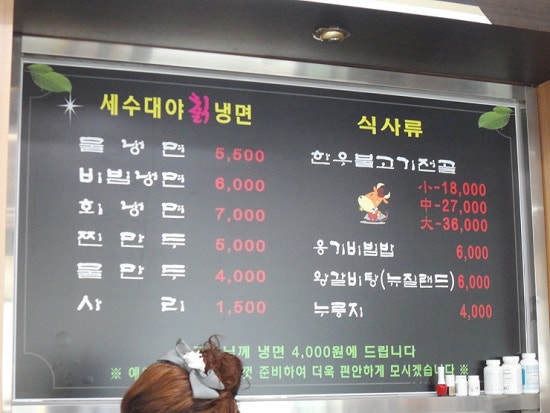 세수대야 칡냉면
물냉면 5,500
비빔냉면 6,000
회냉면 7,000
찐만두 5,000
물만두 4,000
사리 1,500
식사류
한우불고기전골
小-18,000
中-27,000
大-36,000
옹기비빔밥 6,000
왕갈비탕(뉴질랜드) 6,000
누룽지 4,000
냉면 4,000원에 드립니다
※ 준비하여 더욱 편안하게 모시겠습니다 ※